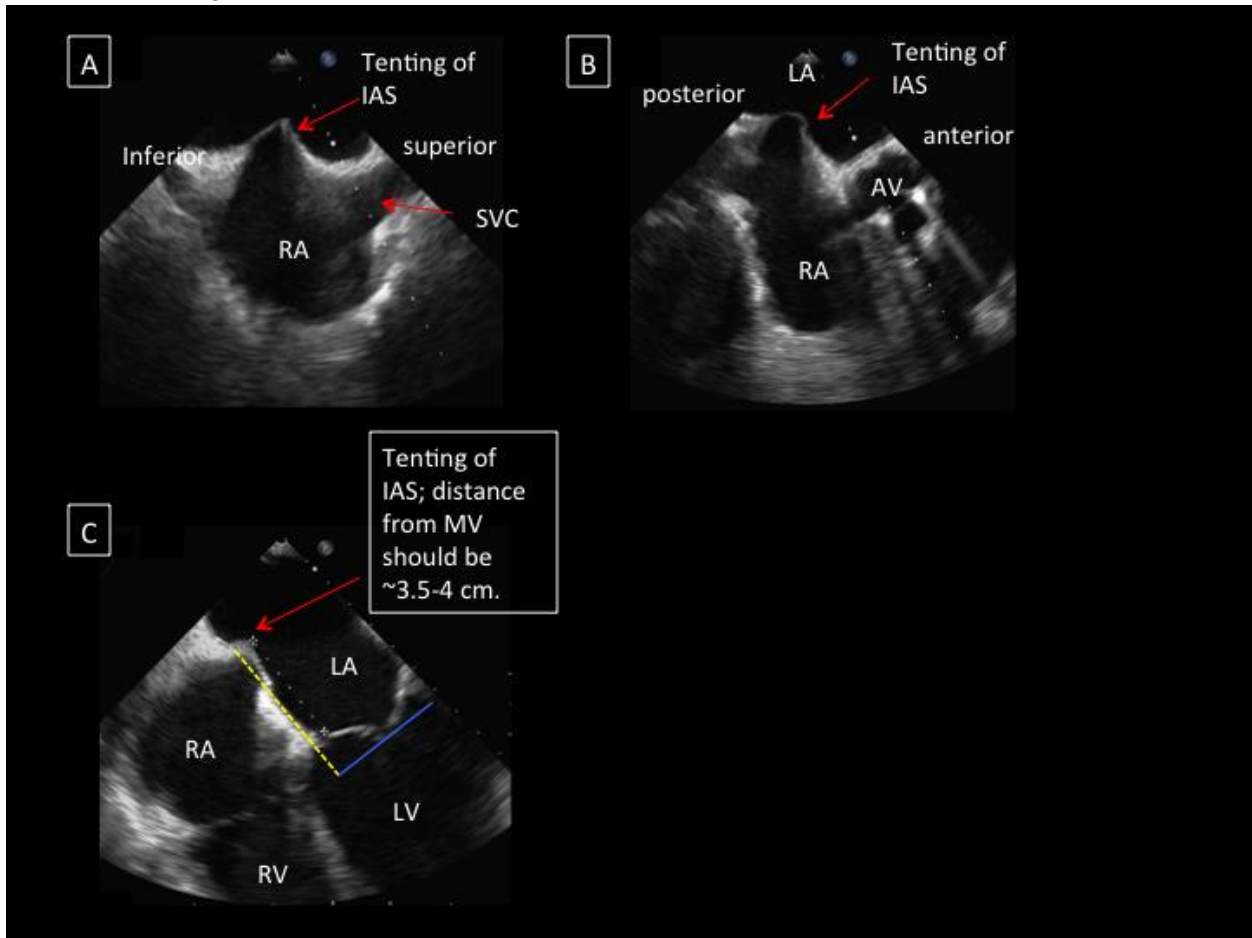 A
Tenting of
IAS
Inferior
superior
SVC
RA
B
LA
Tenting of
IAS
posterior
anterior
AV
RA
C
Tenting of
IAS; distance
from MV
should be
~3.5-4 cm.
LA
RA
LV
RV